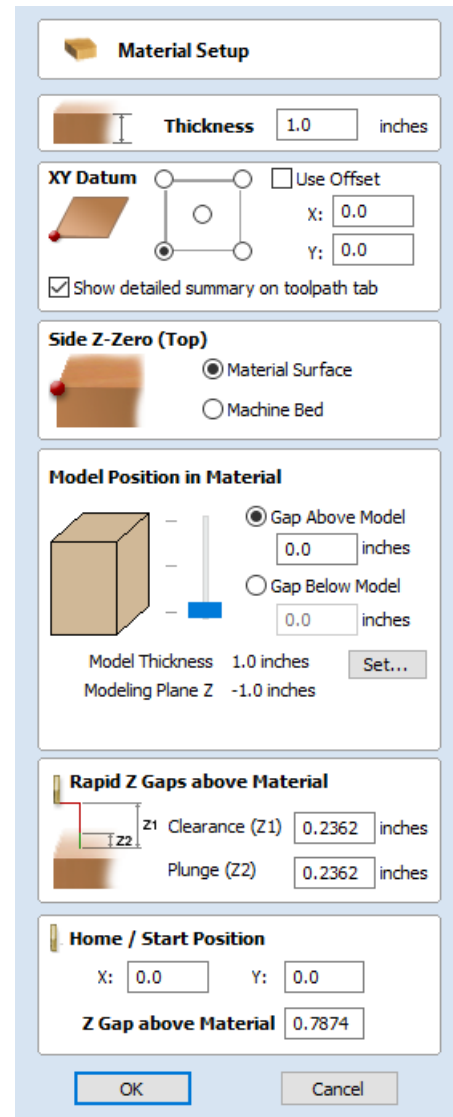 Material Setup
Thickness 1.0 inches
XY Datum Use Offset
X: 0.0
Y: 0.0
Show detailed summary on toolpath tab
Side Z-Zero (Top)
Material Surface
Machine Bed
Model Position in Material
Gap Above Model
0.0 inches
Gap Below Model
0.0 inches
Model Thickness 1.0 inches Set...
Modeling Plane Z -1.0 inches
Rapid Z Gaps above Material
Z1 Clearance (Z1) 0.2362 inches
Z2
Plunge (Z2) 0.2362 inches
Home / Start Position
X: 0.0 Y: 0.0
Z Gap above Material 0.7874
OK Cancel